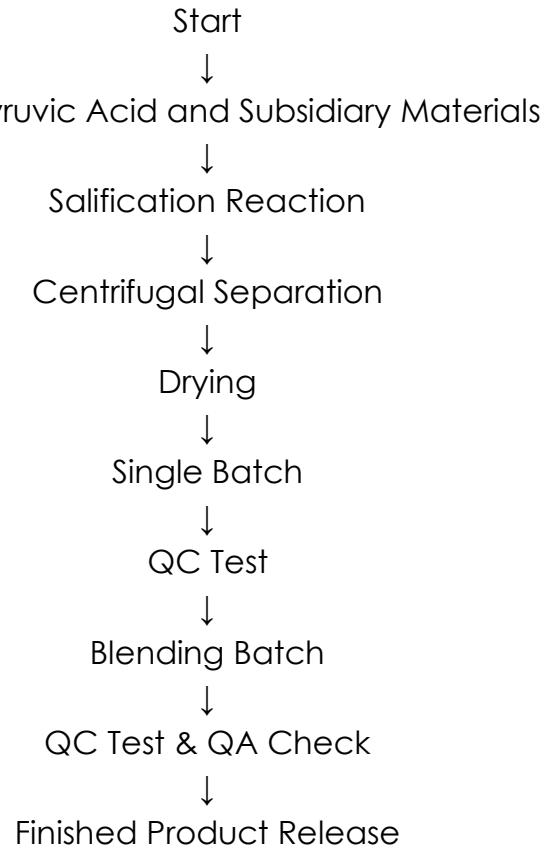 Start
↓
ruvic Acid and Subsidiary Materials
↓
Salification Reaction
↓
Centrifugal Separation
↓
Drying
↓
Single Batch
↓
QC Test
↓
Blending Batch
↓
QC Test & QA Check
↓
Finished Product Release